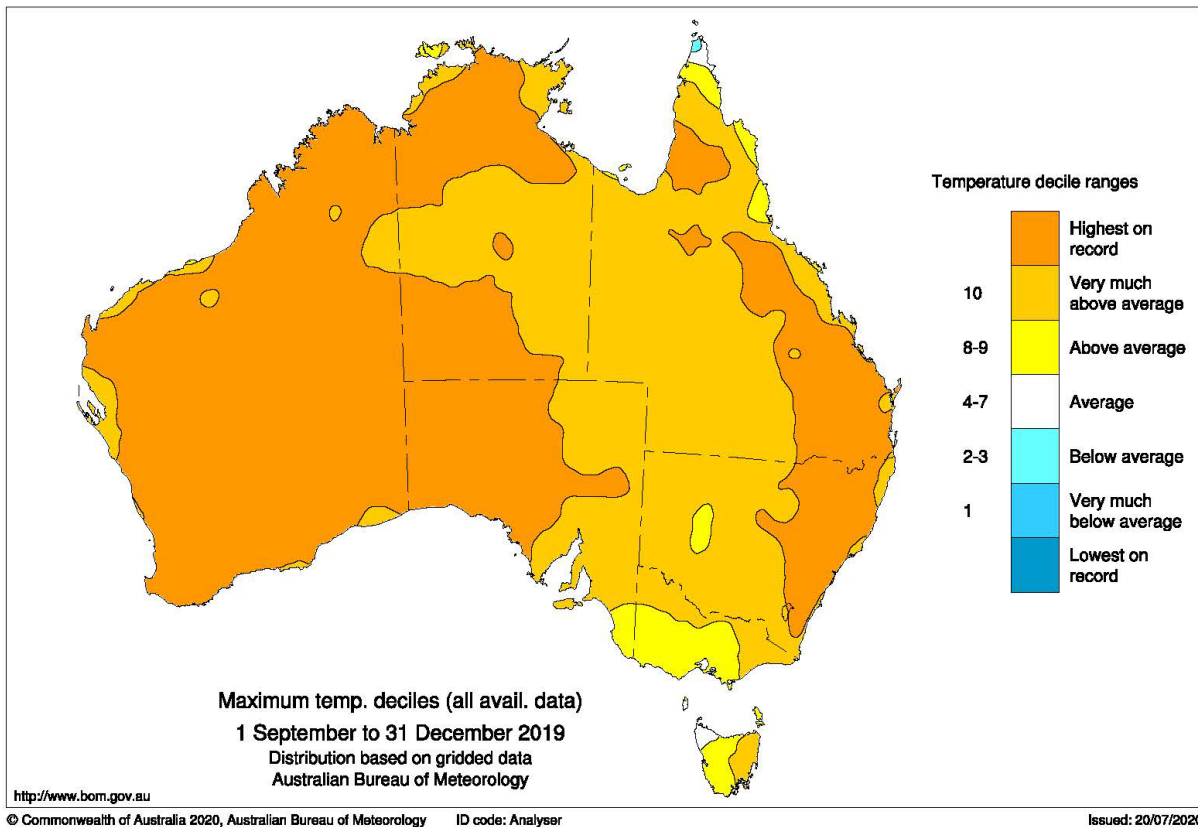 Temperature decile ranges
Highest on
record
10
Very much
above average
8-9
Above average
4-7
Average
2-3
Below average
1
Very much
below average
Lowest on
record
Maximum temp. deciles (all avail. data)
1 September to 31 December 2019
Distribution based on gridded data
Australian Bureau of Meteorology
http://www.bom.gov.au
© Commonwealth of Australia 2020, Australian Bureau of Meteorology ID code: Analyser Issued: 20/07/2020